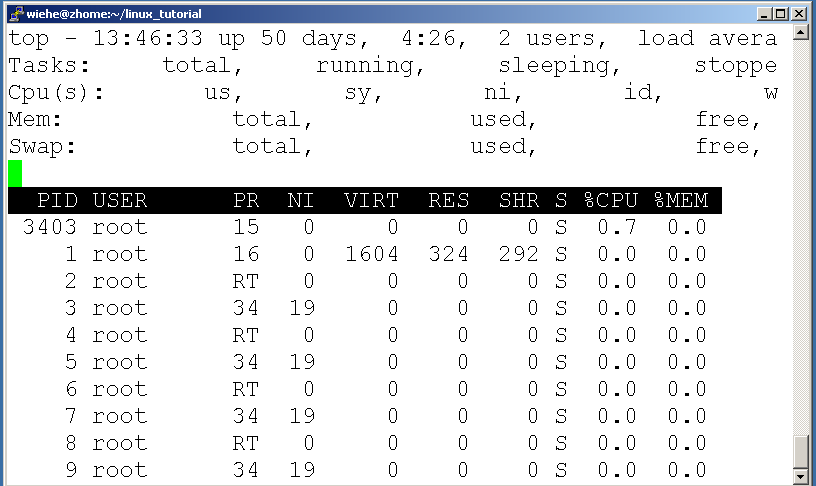 wiehe@zhome:~/linux_tutorial
top - 13:46:33 up 50 days,  4:26,  2 users,  load avera
Tasks:     total,     running,     sleeping,     stoppe
Cpu(s):       us,         sy,       ni,       id,       w
Mem:            total,           used,           free,
Swap:           total,           used,           free,
  PID USER      PR  NI  VIRT  RES  SHR S %CPU %MEM
 3403 root      15   0     0    0    0 S  0.7  0.0
    1 root      16   0  1604  324  292 S  0.0  0.0
    2 root      RT   0     0    0    0 S  0.0  0.0
    3 root      34  19     0    0    0 S  0.0  0.0
    4 root      RT   0     0    0    0 S  0.0  0.0
    5 root      34  19     0    0    0 S  0.0  0.0
    6 root      RT   0     0    0    0 S  0.0  0.0
    7 root      34  19     0    0    0 S  0.0  0.0
    8 root      RT   0     0    0    0 S  0.0  0.0
    9 root      34  19     0    0    0 S  0.0  0.0